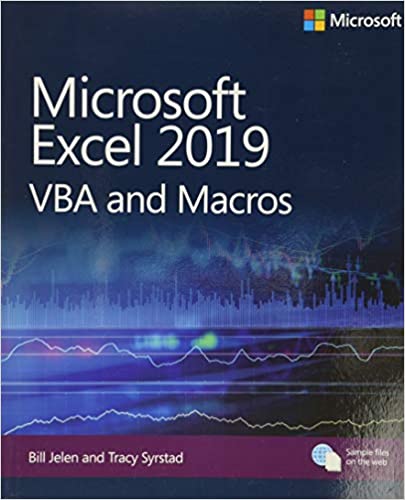 Microsoft
Microsoft
Excel 2019
VBA and Macros
Bill Jelen and Tracy Syrstad
Sample files
on the web